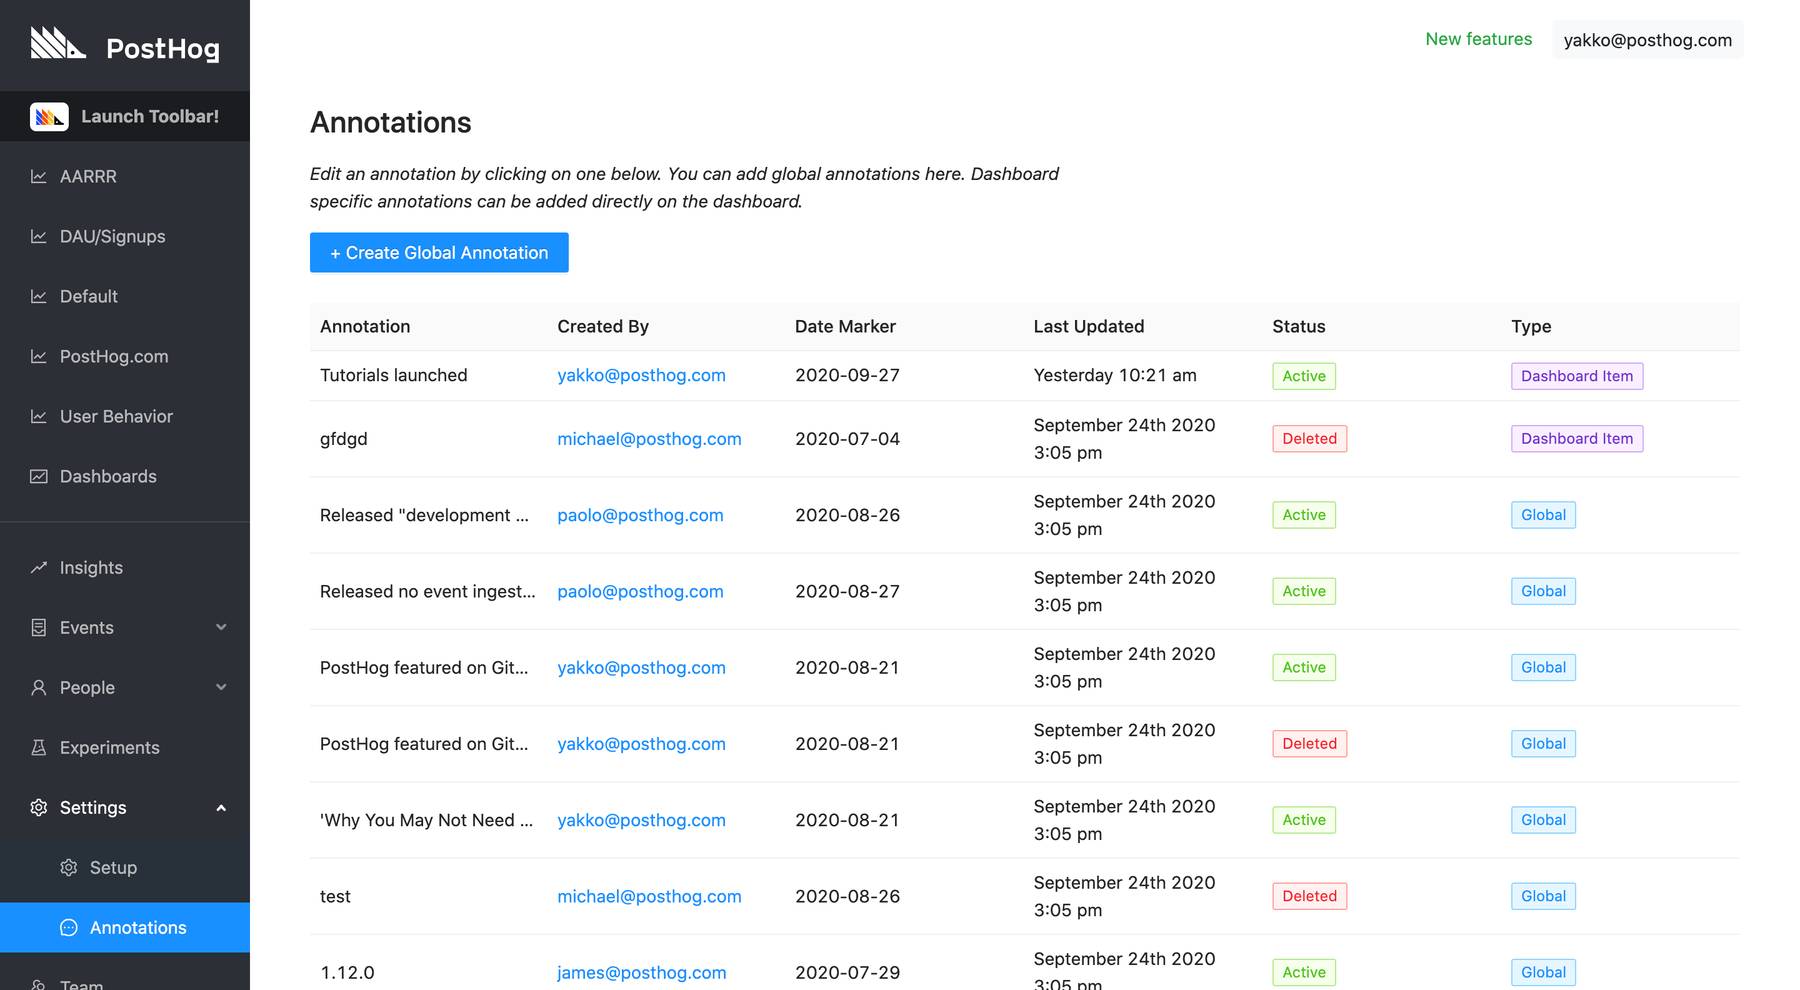 PostHog
Launch Toolbar!
AARRR
DAU/Signups
Default
PostHog.com
User Behavior
Dashboards
Insights
Events
People
Experiments
Settings
Setup
Annotations
Team
New features
yakko@posthog.com
Annotations
Edit an annotation by clicking on one below. You can add global annotations here. Dashboard
specific annotations can be added directly on the dashboard.
+ Create Global Annotation
Annotation Created By Date Marker Last Updated Status Type
Tutorials launched yakko@posthog.com 2020-09-27 Yesterday 10:21 am Active Dashboard Item
gfdgd michael@posthog.com 2020-07-04 September 24th 2020 3:05 pm Deleted Dashboard Item
Released "development ... paolo@posthog.com 2020-08-26 September 24th 2020 3:05 pm Active Global
Released no event ingest... paolo@posthog.com 2020-08-27 September 24th 2020 3:05 pm Active Global
PostHog featured on Git... yakko@posthog.com 2020-08-21 September 24th 2020 3:05 pm Active Global
PostHog featured on Git... yakko@posthog.com 2020-08-21 September 24th 2020 3:05 pm Deleted Global
'Why You May Not Need ... yakko@posthog.com 2020-08-21 September 24th 2020 3:05 pm Active Global
test michael@posthog.com 2020-08-26 September 24th 2020 3:05 pm Deleted Global
1.12.0 james@posthog.com 2020-07-29 September 24th 2020 3:05 pm Active Global